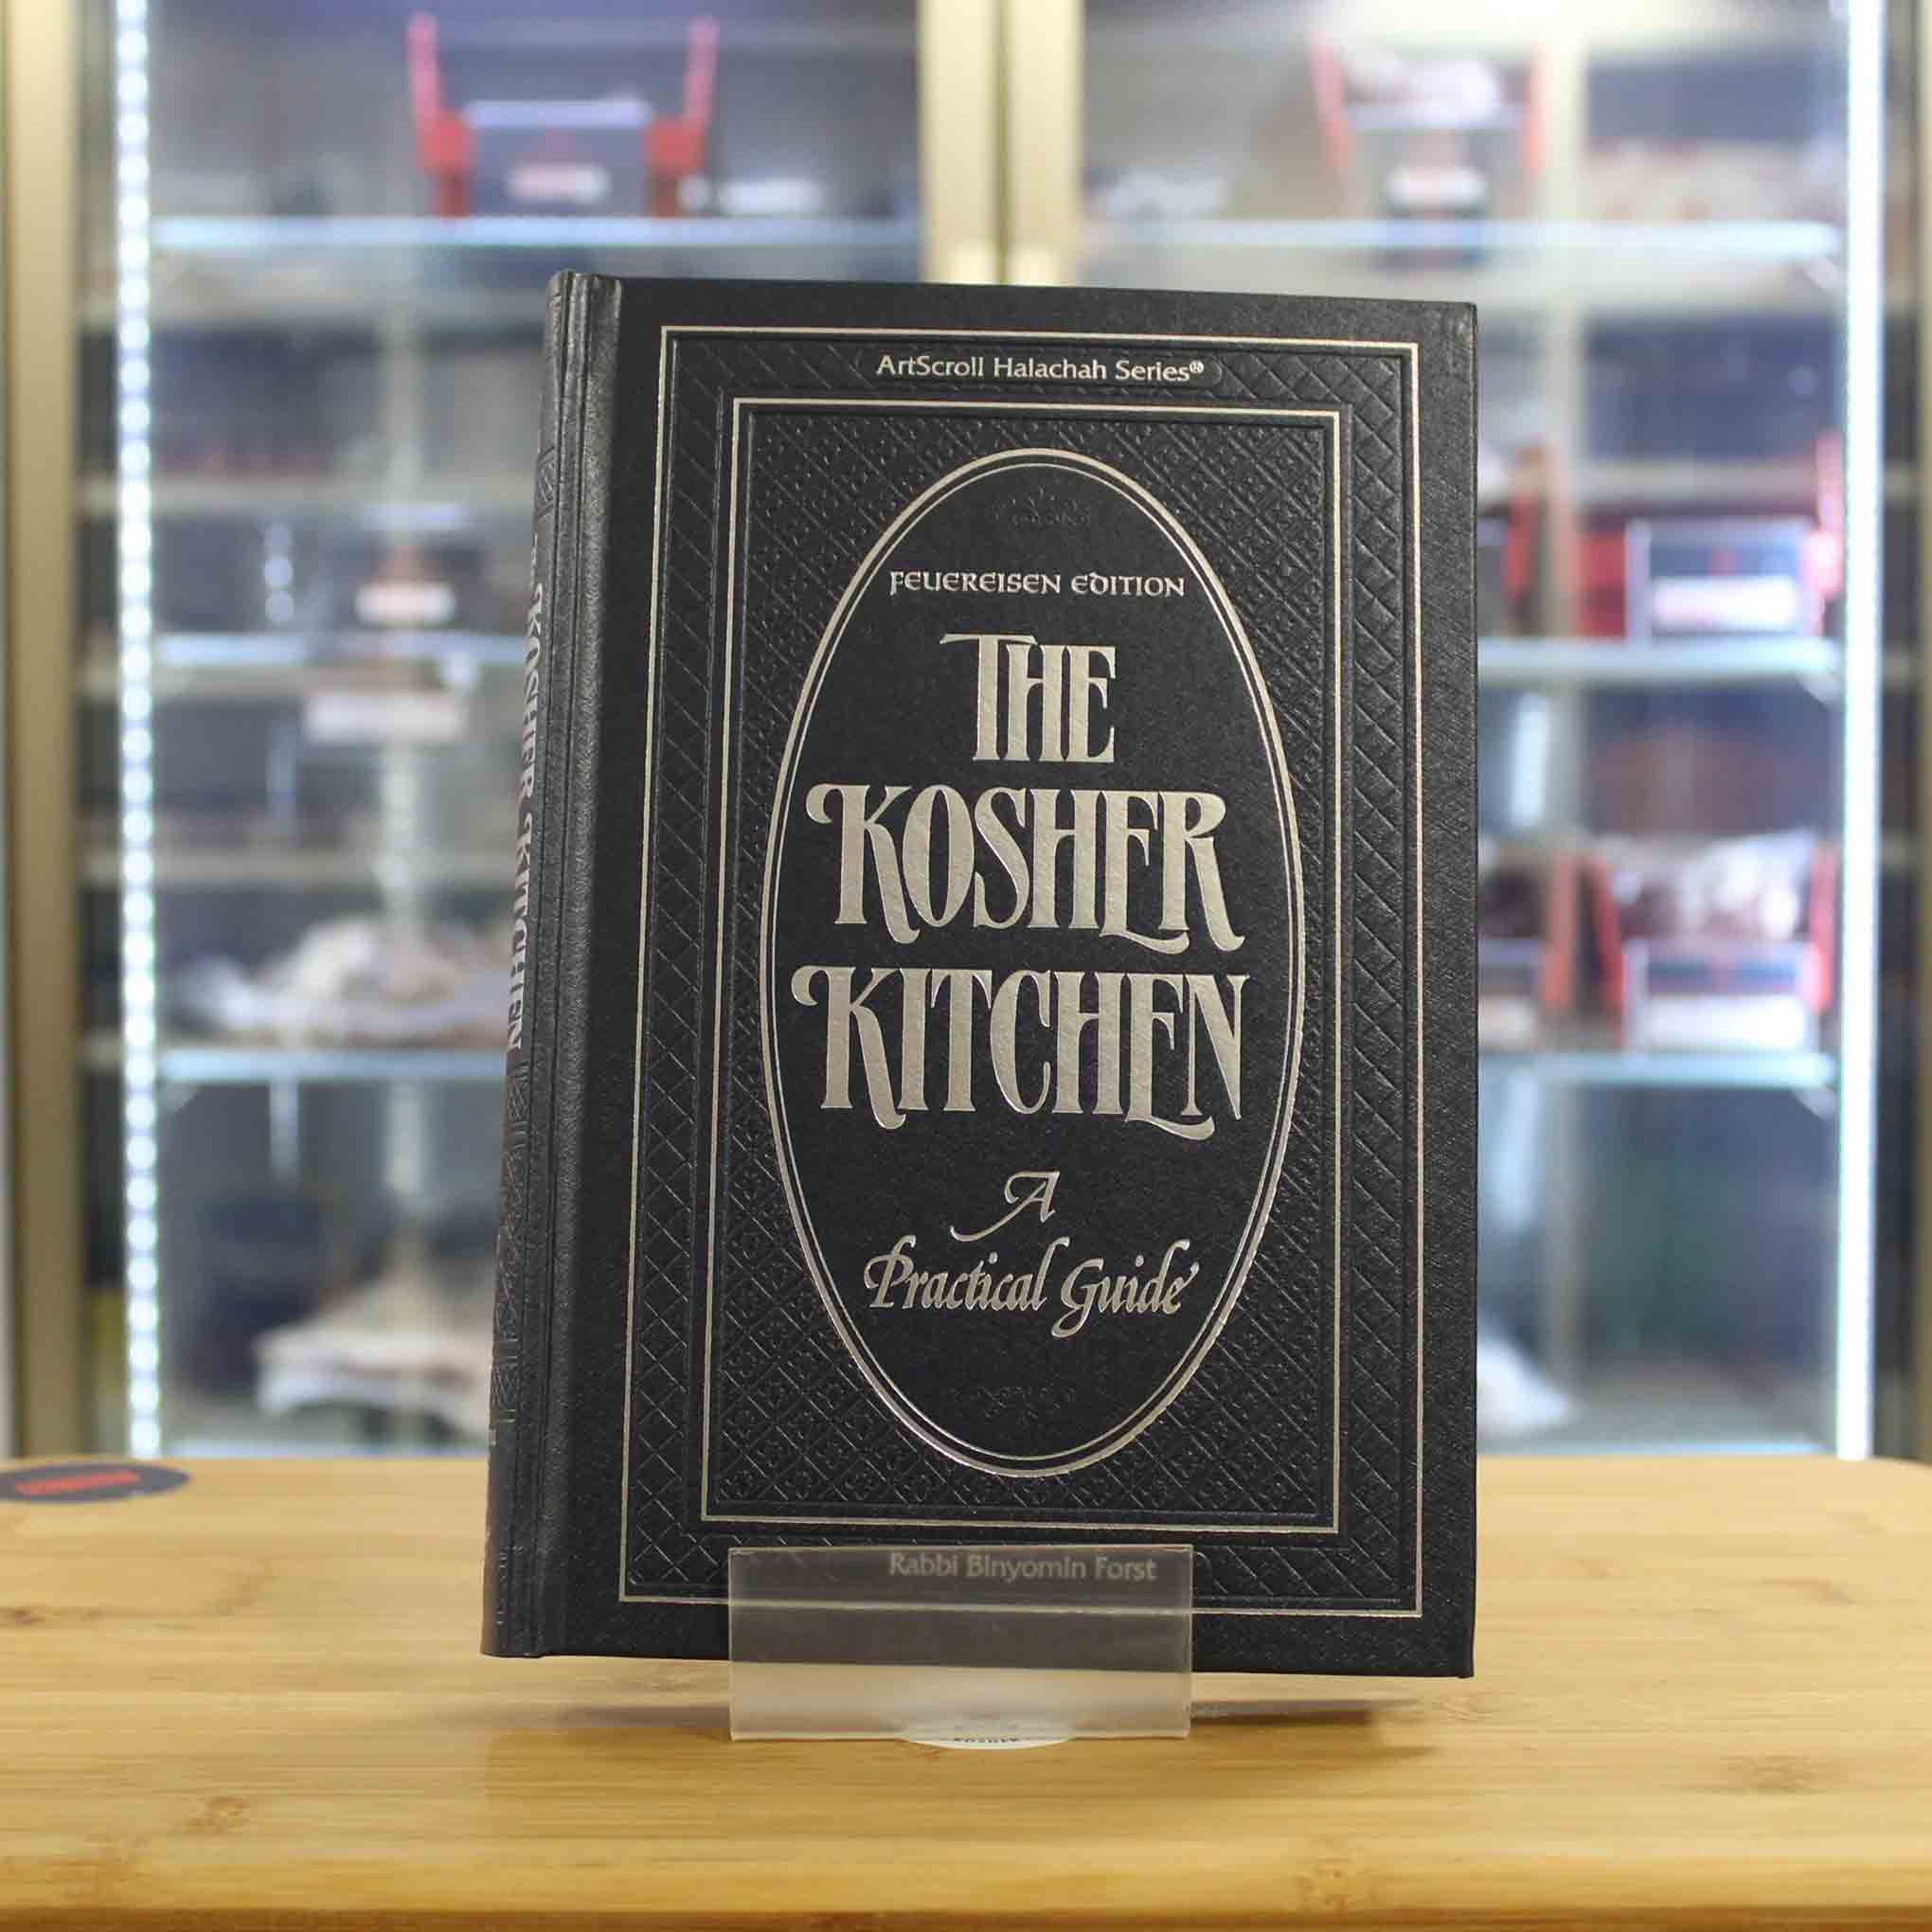 ArtScroll Halachah Series®
FEUEREISEN EDITION
THE
KOSHER
KITCHEN
A
Practical Guide
Rabbi Binyomin Forst
THE KOSHER KITCHEN